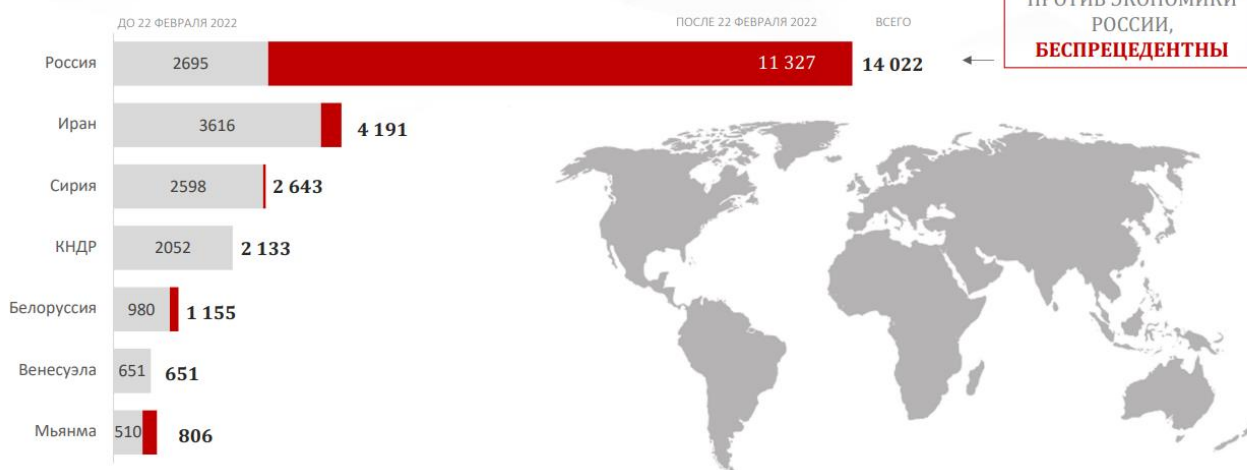 ПРОТИВ ЭКОНОМИКИ
РОССИИ,
БЕСПРЕЦЕДЕНТНЫ
ДО 22 ФЕВРАЛЯ 2022 ПОСЛЕ 22 ФЕВРАЛЯ 2022 ВСЕГО
Россия 2695 11 327 14 022
Иран 3616 4 191
Сирия 2598 2 643
КНДР 2052 2 133
Белоруссия 980 1 155
Венесуэла 651 651
Мьянма 510 806